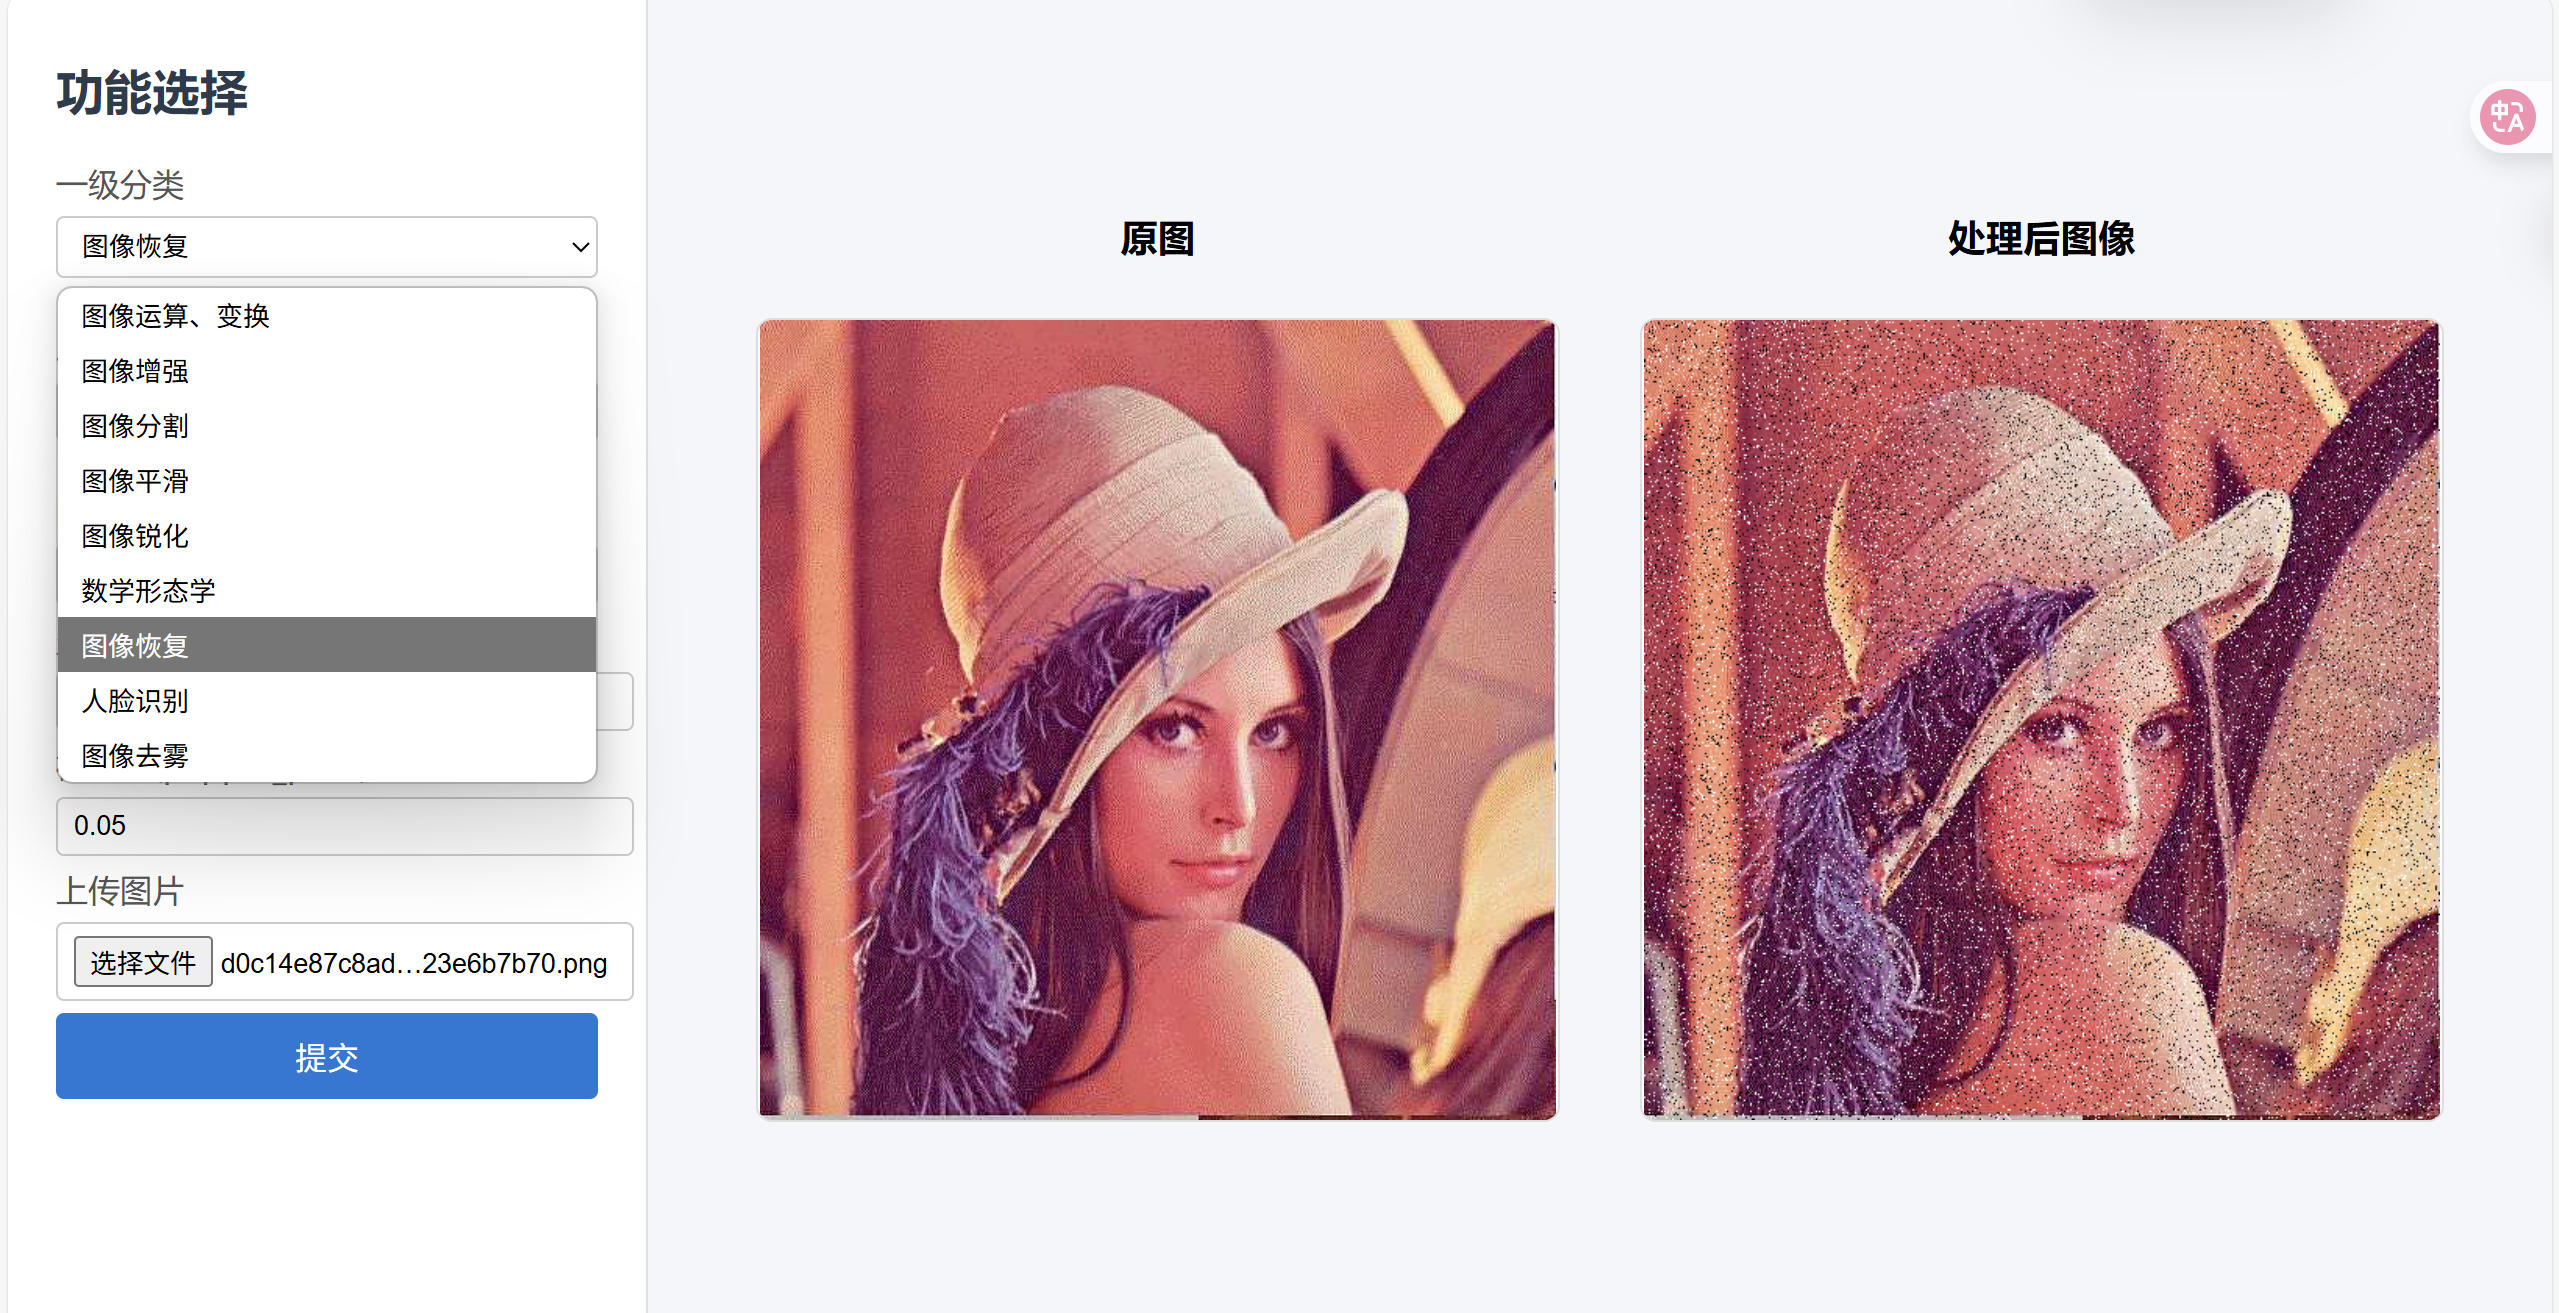 功能选择
一级分类
图像恢复
图像运算、变换
图像增强
图像分割
图像平滑
图像锐化
数学形态学
图像恢复
人脸识别
图像去雾
0.05
上传图片
选择文件 d0c14e87c8ad…23e6b7b70.png
提交
原图
处理后图像
中A